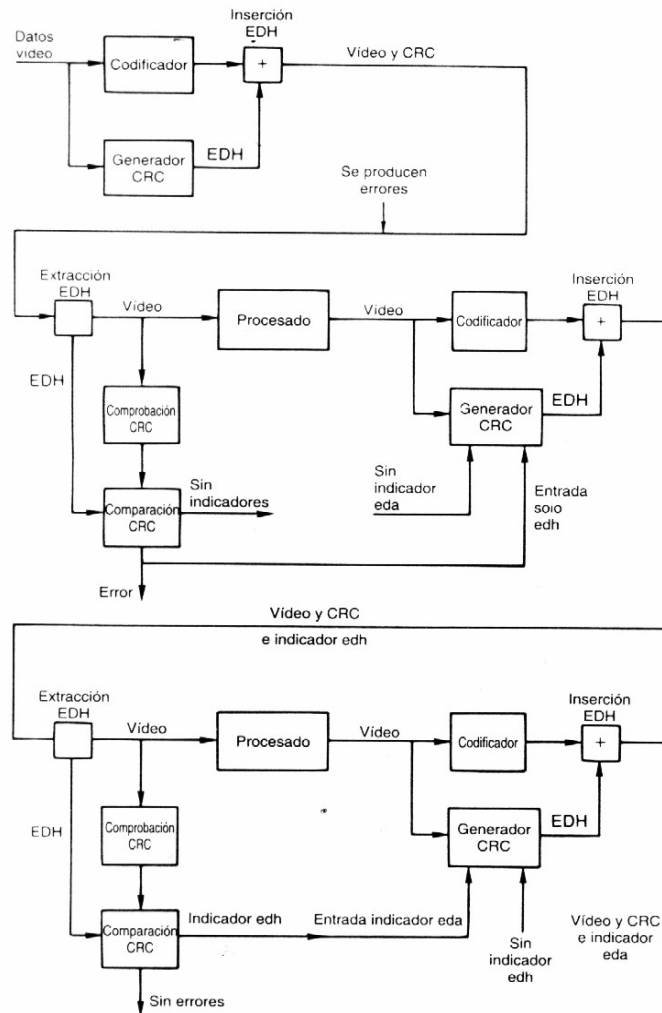 Inserción
EDH
Datos
video
Codificador
+
Vídeo y CRC
Generador
CRC
EDH
Se producen
errores
Extracción
EDH
Vídeo
Procesado
Vídeo
Codificador
Inserción
EDH
+
EDH
Comprobación
CRC
Generador
CRC
EDH
Comparación
CRC
Sin
indicadores
Sin
indicador
eda
Entrada
solo
edh
Error
Vídeo y CRC
e indicador edh
Extracción
EDH
Vídeo
Procesado
Vídeo
Codificador
Inserción
EDH
+
EDH
Comprobación
CRC
Generador
CRC
EDH
Comparación
CRC
Indicador edh
Entrada indicador eda
Sin
indicador
edh
Vídeo y CRC
e indicador
eda
Sin errores